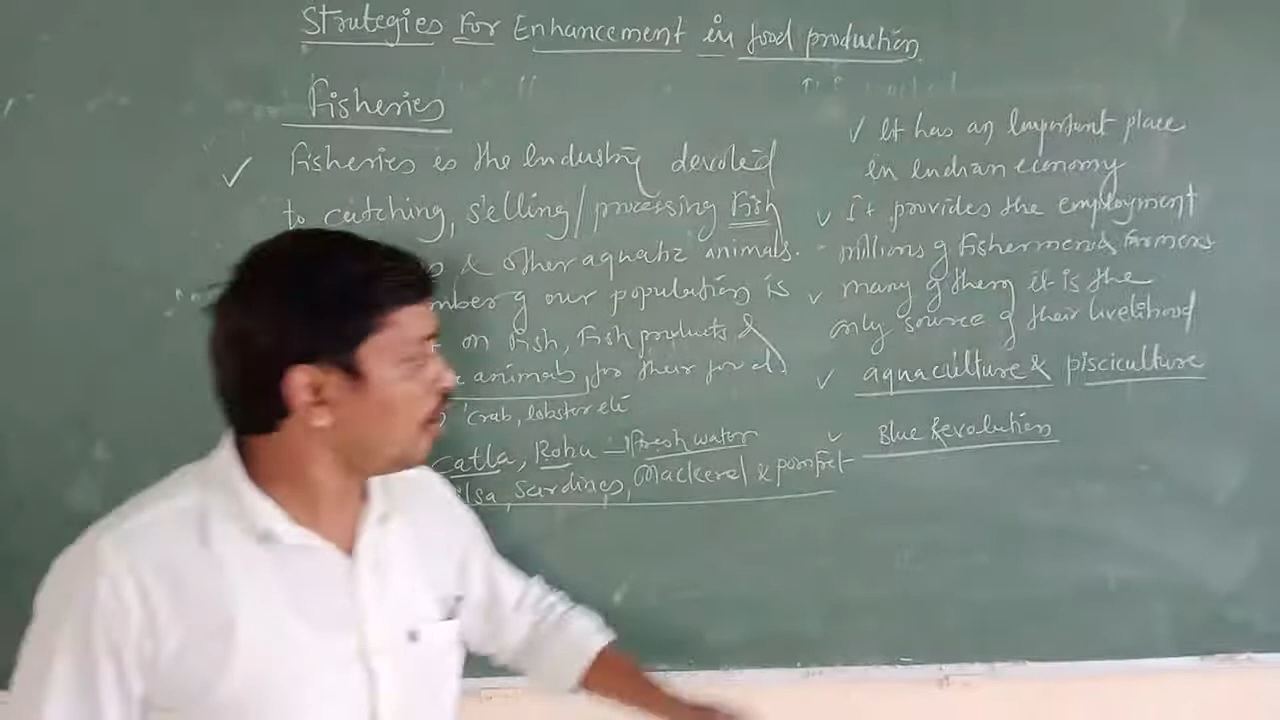 Strategies for Enhancement in food production
Fisheries
✓ Fisheries is the Industry devoted
to catching, selling/processing Fish
& other aquatic animals.
mber of our population is
on Fish, Fish products &
animals, for their food
crab, lobster etc
catla, Rohu – Freshwater
lsa, Sardines, Mackerel & pomfret
✓ It has an Important place
in Indian economy
✓ It provides the employment
millions of Fishermen & farmers
✓ many of them it is the
only source of their livelihood
✓ aquaculture & pisciculture
✓ Blue Revolution